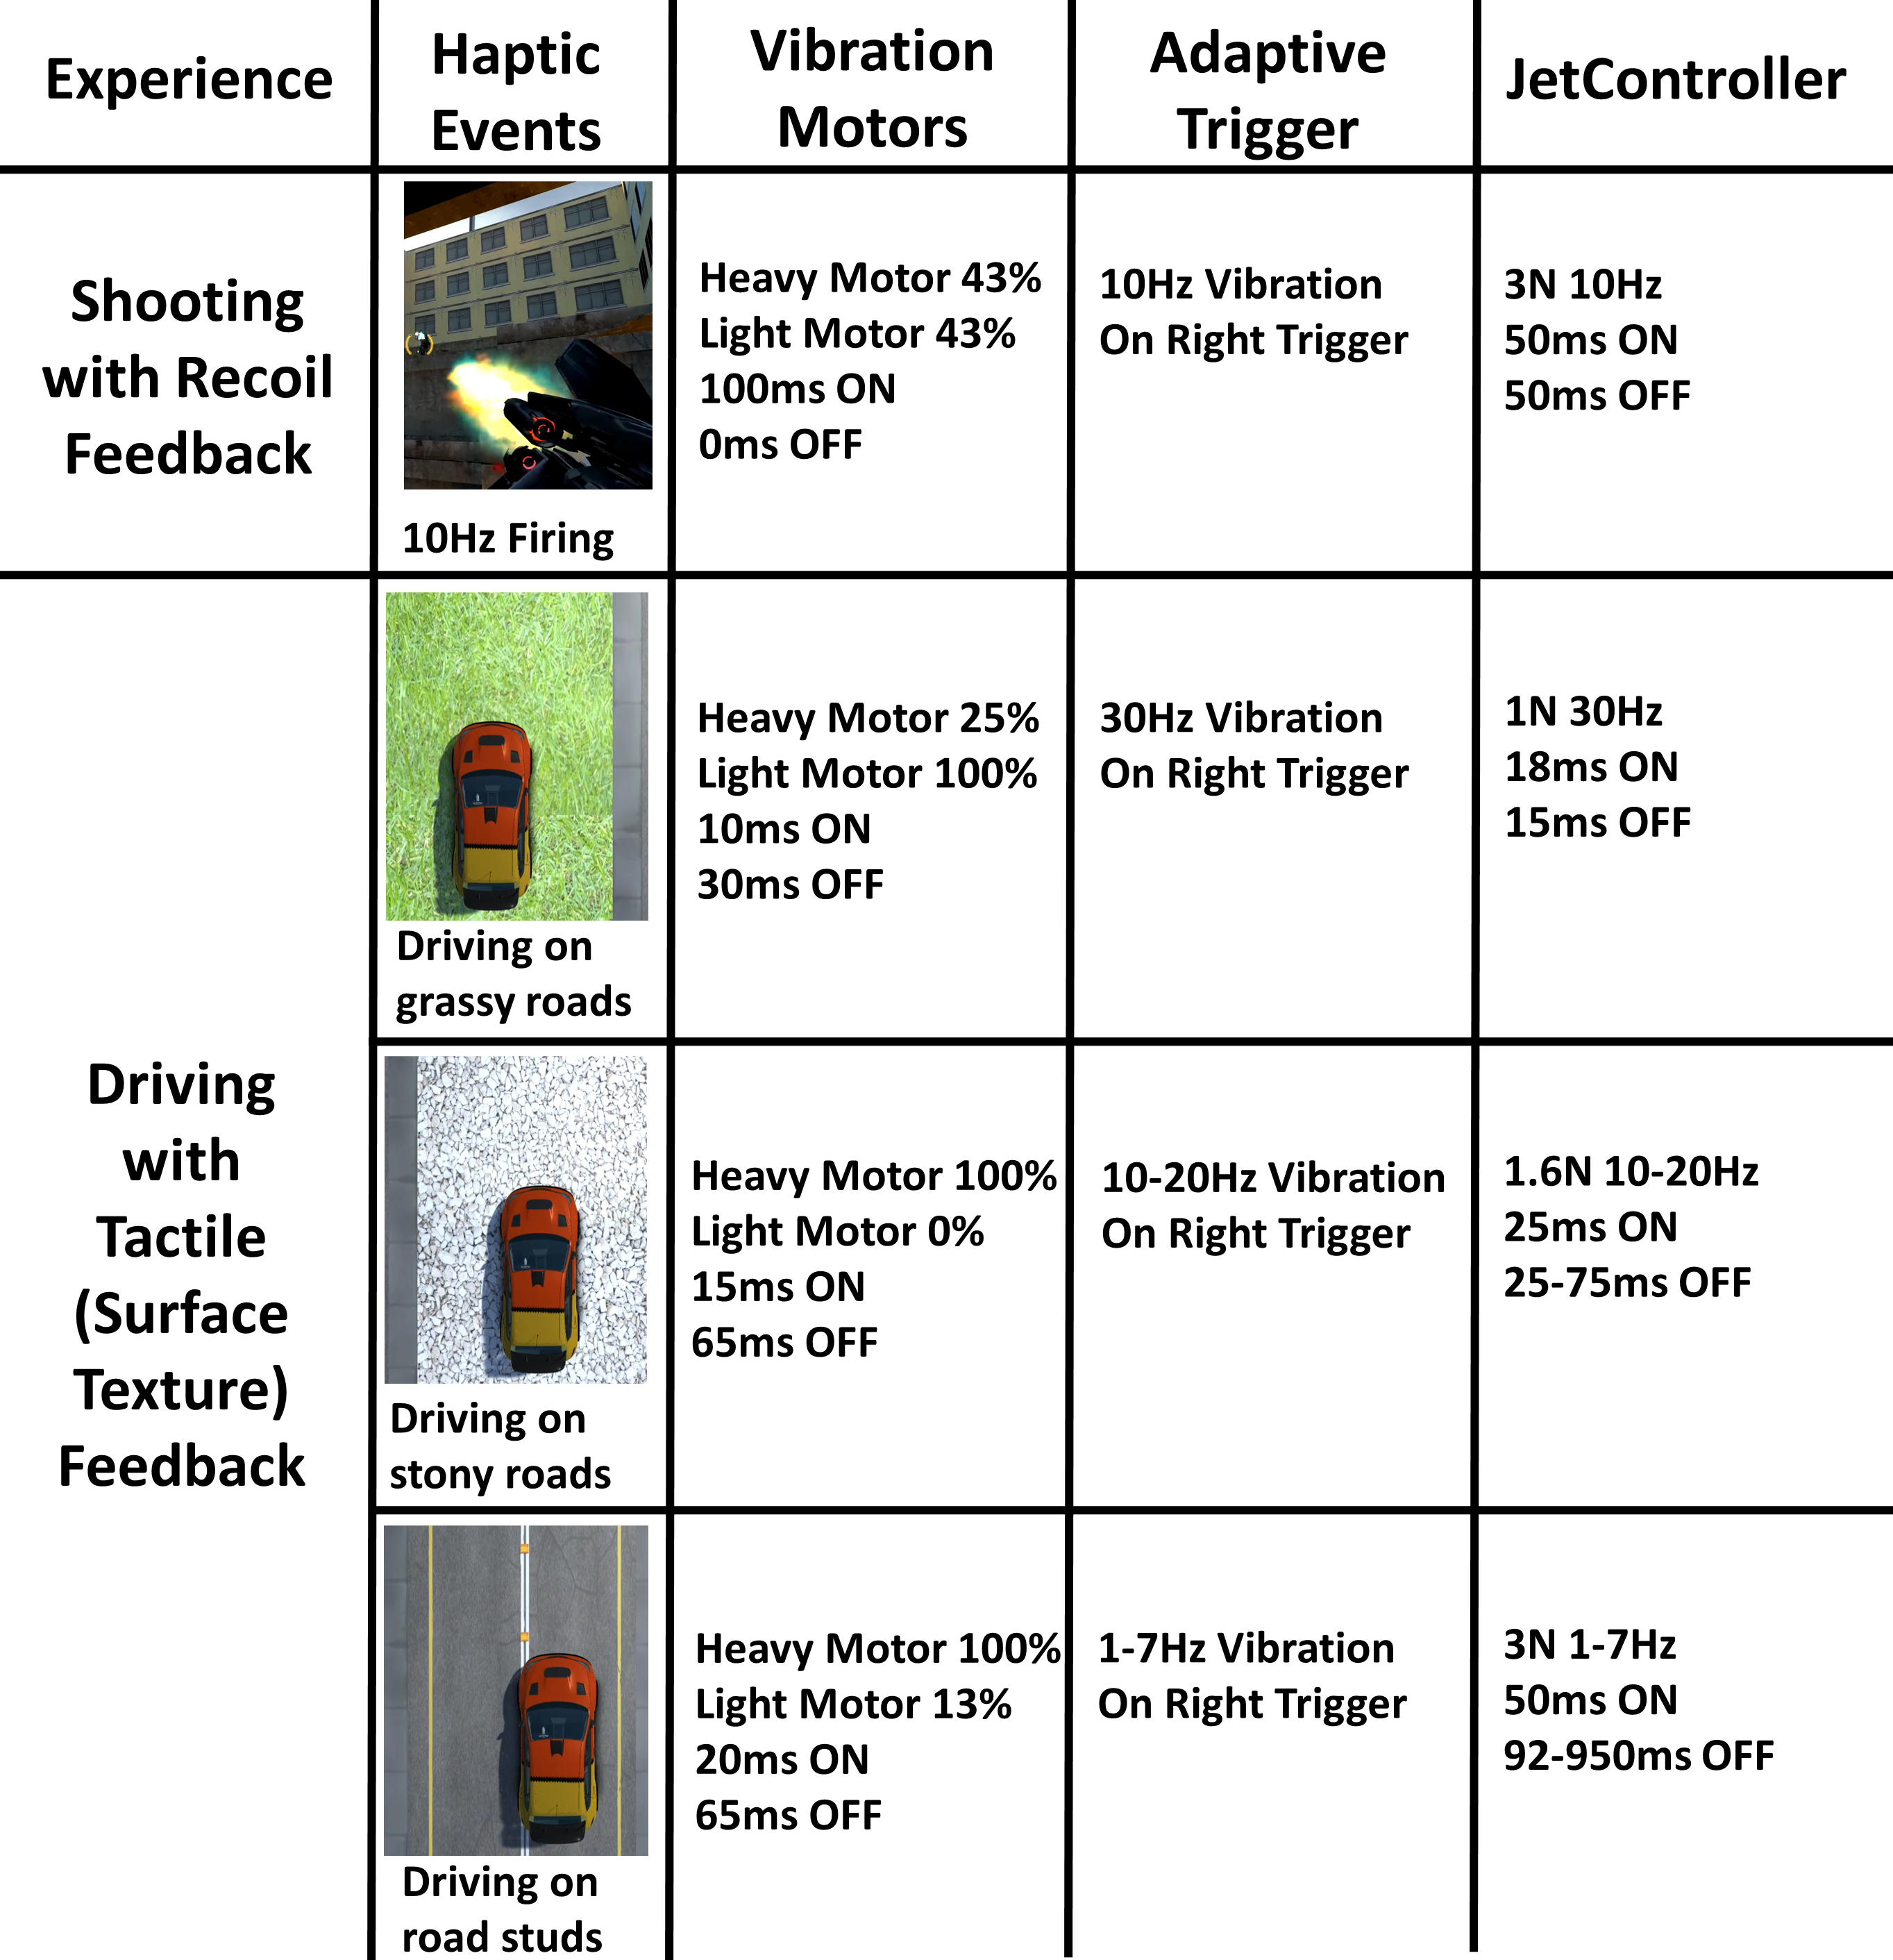 Experience
Haptic
Events
Vibration
Motors
Adaptive
Trigger
JetController
Shooting
with Recoil
Feedback
10Hz Firing
Heavy Motor 43%
Light Motor 43%
100ms ON
0ms OFF
10Hz Vibration
On Right Trigger
3N 10Hz
50ms ON
50ms OFF
Driving
with
Tactile
(Surface
Texture)
Feedback
Driving on
grassy roads
Heavy Motor 25%
Light Motor 100%
10ms ON
30ms OFF
30Hz Vibration
On Right Trigger
1N 30Hz
18ms ON
15ms OFF
Driving on
stony roads
Heavy Motor 100%
Light Motor 0%
15ms ON
65ms OFF
10-20Hz Vibration
On Right Trigger
1.6N 10-20Hz
25ms ON
25-75ms OFF
Driving on
road studs
Heavy Motor 100%
Light Motor 13%
20ms ON
65ms OFF
1-7Hz Vibration
On Right Trigger
3N 1-7Hz
50ms ON
92-950ms OFF